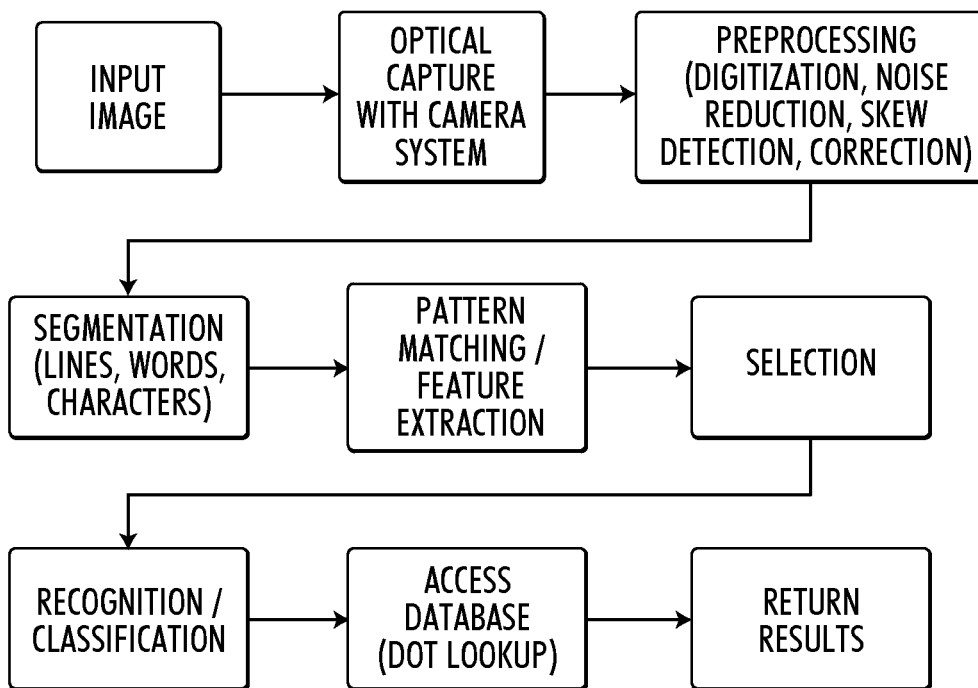 INPUT
IMAGE
OPTICAL
CAPTURE
WITH CAMERA
SYSTEM
PREPROCESSING
(DIGITIZATION, NOISE
REDUCTION, SKEW
DETECTION, CORRECTION)
SEGMENTATION
(LINES, WORDS,
CHARACTERS)
PATTERN
MATCHING /
FEATURE
EXTRACTION
SELECTION
RECOGNITION /
CLASSIFICATION
ACCESS
DATABASE
(DOT LOOKUP)
RETURN
RESULTS